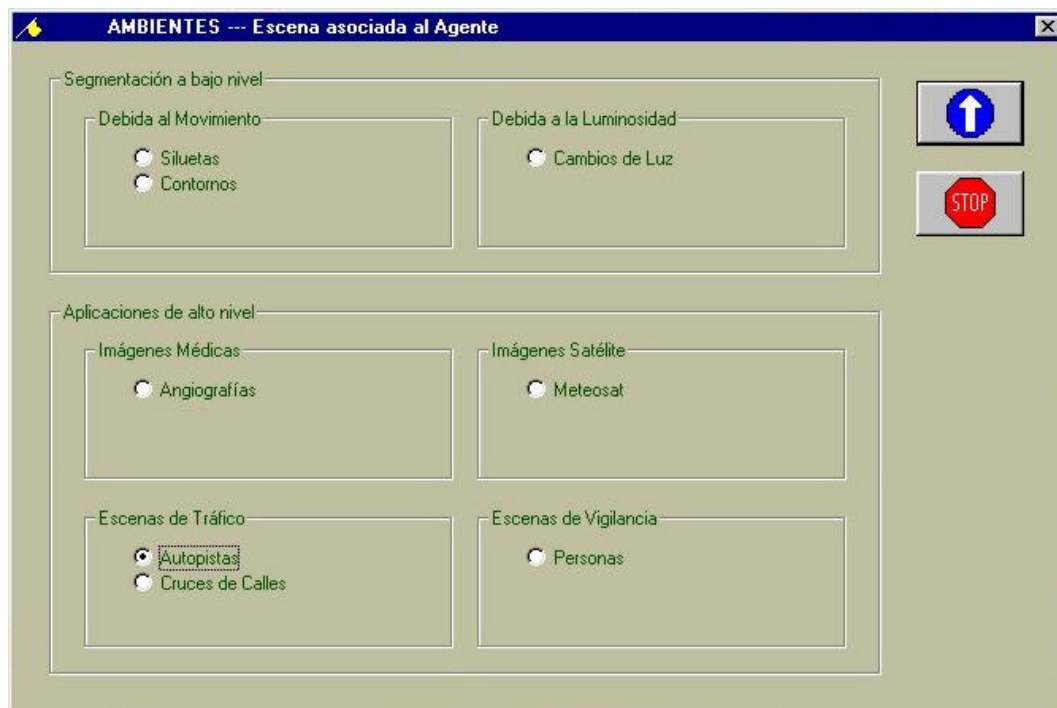 AMBIENTES --- Escena asociada al Agente
Segmentación a bajo nivel
Debida al Movimiento
Siluetas
Contornos
Debida a la Luminosidad
Cambios de Luz
STOP
Aplicaciones de alto nivel
Imágenes Médicas
Angiografías
Imágenes Satélite
Meteosat
Escenas de Tráfico
Autopistas
Cruces de Calles
Escenas de Vigilancia
Personas